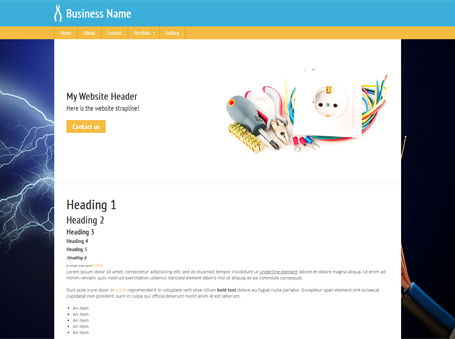 Business Name
Home About Contact Portfolio Gallery
My Website Header
Here is the website strapline!
Contact us
Heading 1
Heading 2
Heading 3
Heading 4
Heading 5
Heading 6
A small element a link
Lorem ipsum dolor sit amet, consectetur adipisicing elit, sed do eiusmod tempor incididunt ut underline element labore et dolore magna aliqua. Ut enim ad
minim veniam, quis nostrud exercitation ullamco deleted element laboris nisi ut aliquip ex ea commodo consequat.
Duis aute irure dolor in a link reprehenderit in voluptate velit esse cillum bold text dolore eu fugiat nulla pariatur. Excepteur span element sint occaecat
cupidatat non proident, sunt in culpa qui officia deserunt mollit anim id est laborum.
An item
An item
An item
An item
An item